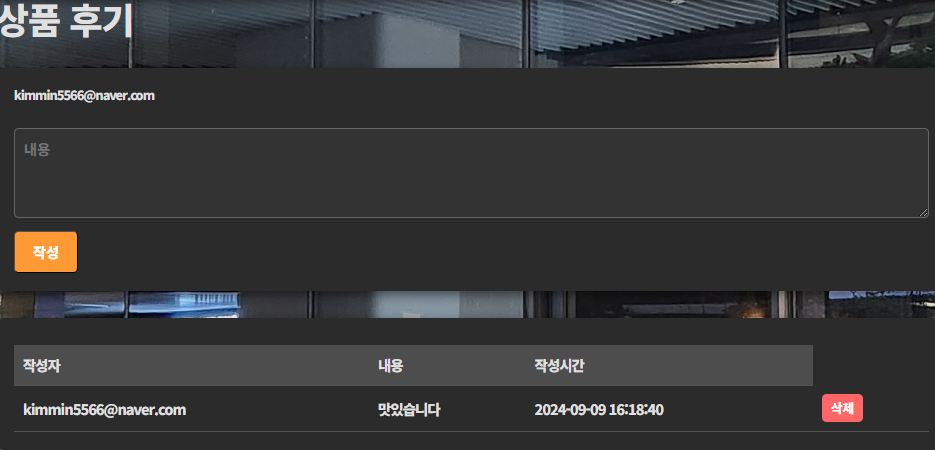 상품 후기
kimmin5566@naver.com
내용
작성
작성자 내용 작성시간
kimmin5566@naver.com 맛있습니다 2024-09-09 16:18:40 삭제